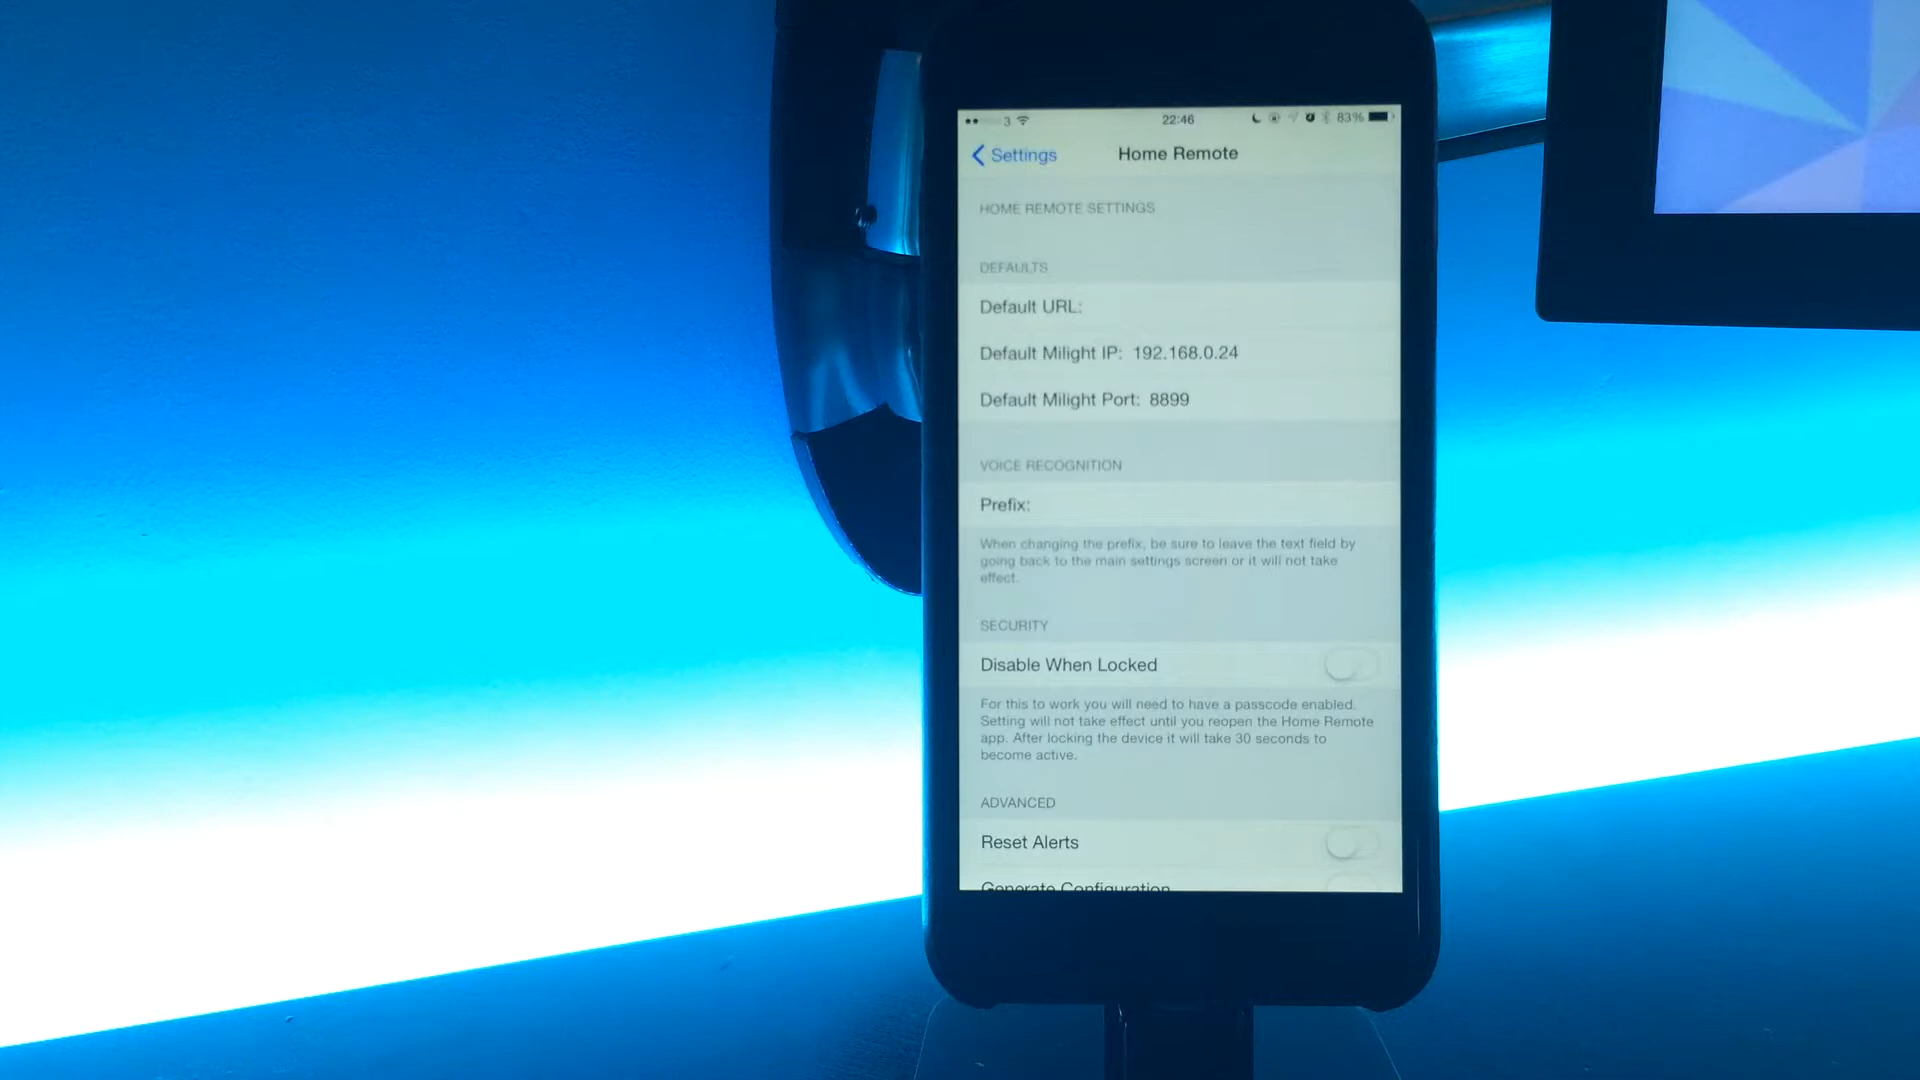 3 22:46 83%
Settings Home Remote
HOME REMOTE SETTINGS
DEFAULTS
Default URL:
Default Milight IP: 192.168.0.24
Default Milight Port: 8899
VOICE RECOGNITION
Prefix:
When changing the prefix, be sure to leave the text field by
going back to the main settings screen or it will not take
effect.
SECURITY
Disable When Locked
For this to work you will need to have a passcode enabled.
Setting will not take effect until you reopen the Home Remote
app. After locking the device it will take 30 seconds to
become active.
ADVANCED
Reset Alerts
Generate Configuration